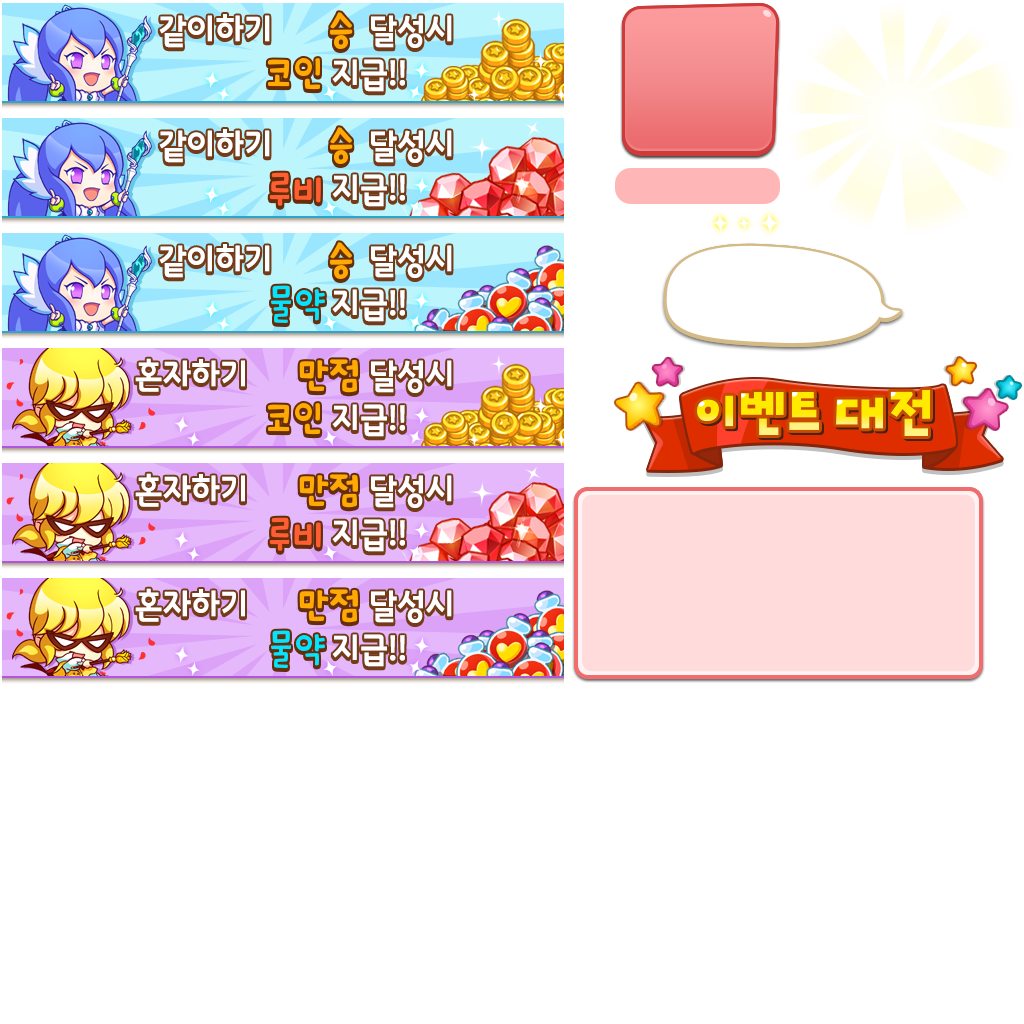 같이하기 승 달성시
코인 지급!!
같이하기 승 달성시
루비 지급!!
같이하기 승 달성시
물약 지급!!
혼자하기 만점 달성시
코인 지급!!
혼자하기 만점 달성시
루비 지급!!
혼자하기 만점 달성시
물약 지급!!
이벤트 대전